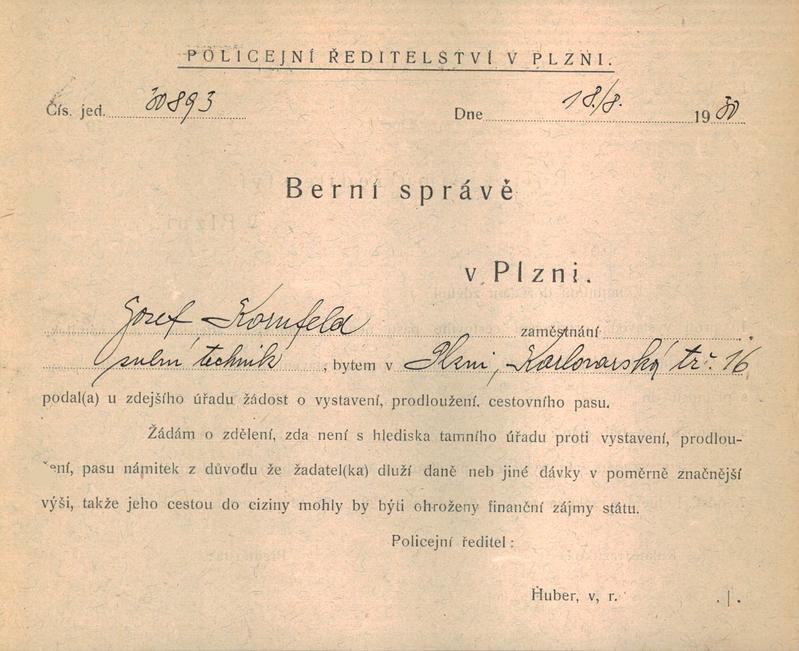 POLICEJNÍ ŘEDITELSTVÍ V PLZNI.
Čís. jed. 30893 Dne 18./8. 1930
Berní správě
v Plzni.
Josef Kornfeld zaměstnání
technik , bytem v Plzni, Karlovarská tř. 16
podal(a) u zdejšího úřadu žádost o vystavení, prodloužení. cestovního pasu.
Žádám o zdělení, zda není s hlediska tamního úřadu proti vystavení, prodlou-
žení, pasu námitek z důvodu že žadatel(ka) dluží daně neb jiné dávky v poměrně značnější
výši, takže jeho cestou do ciziny mohly by býti ohroženy finanční zájmy státu.
Policejní ředitel :
Huber, v, r.